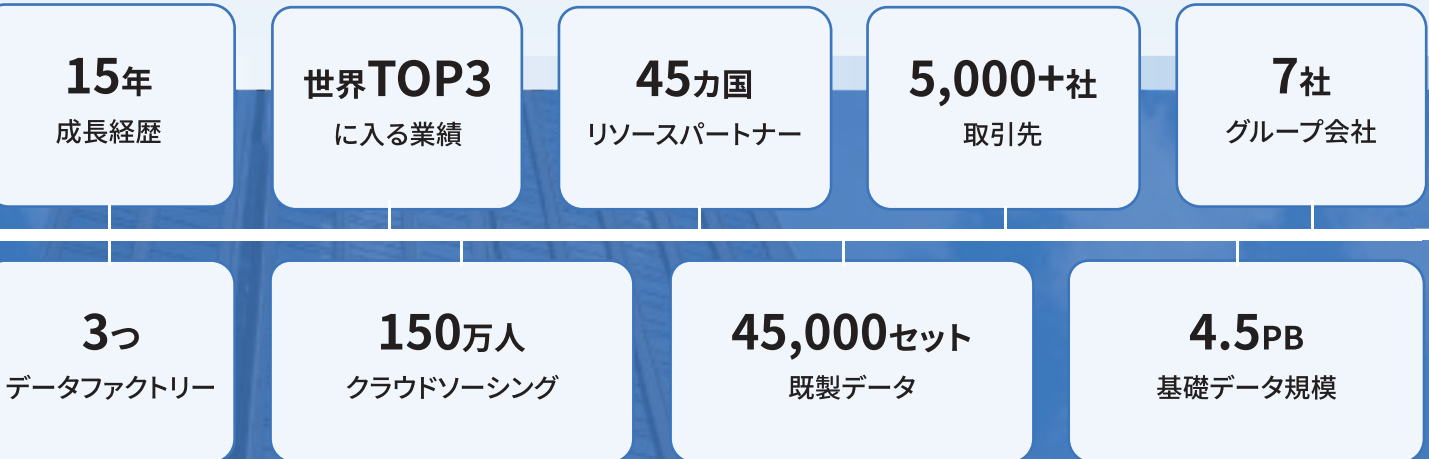 15年
成長経歴
世界TOP3
に入る業績
45カ国
リソースパートナー
5,000+社
取引先
7社
グループ会社
3つ
データファクトリー
150万人
クラウドソーシング
45,000セット
既製データ
4.5PB
基礎データ規模